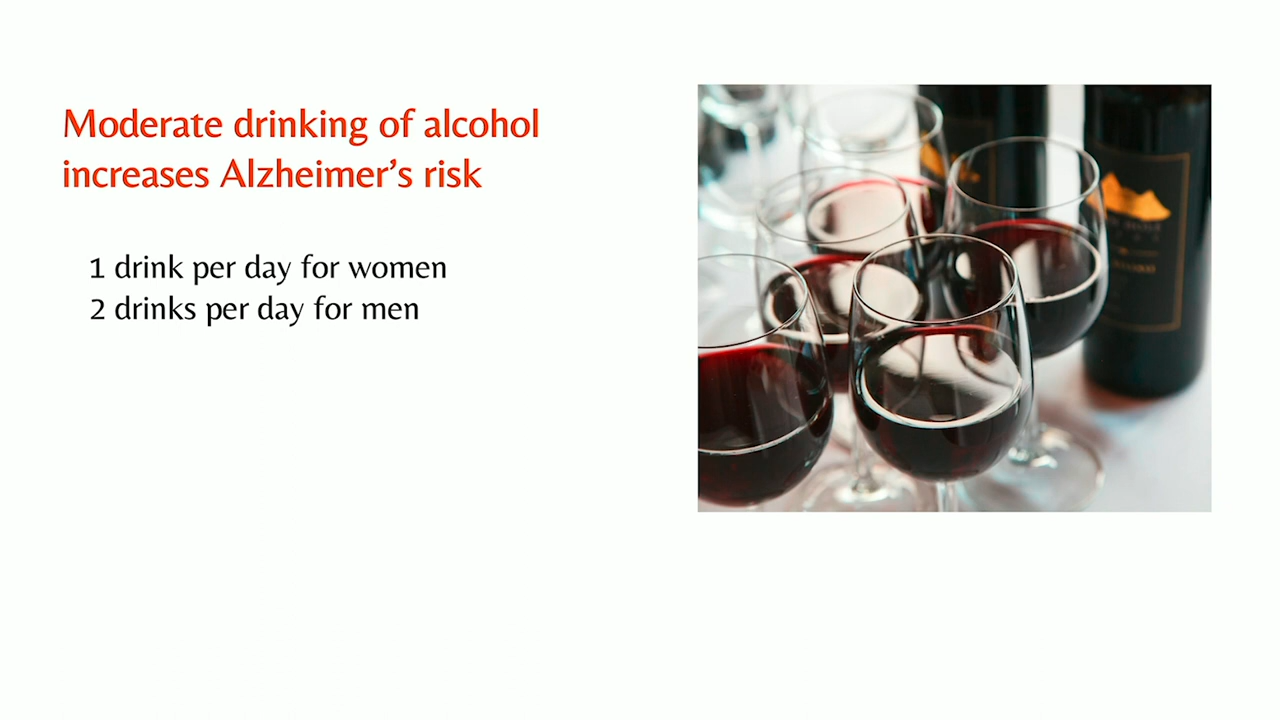 Moderate drinking of alcohol
increases Alzheimer’s risk
1 drink per day for women
2 drinks per day for men